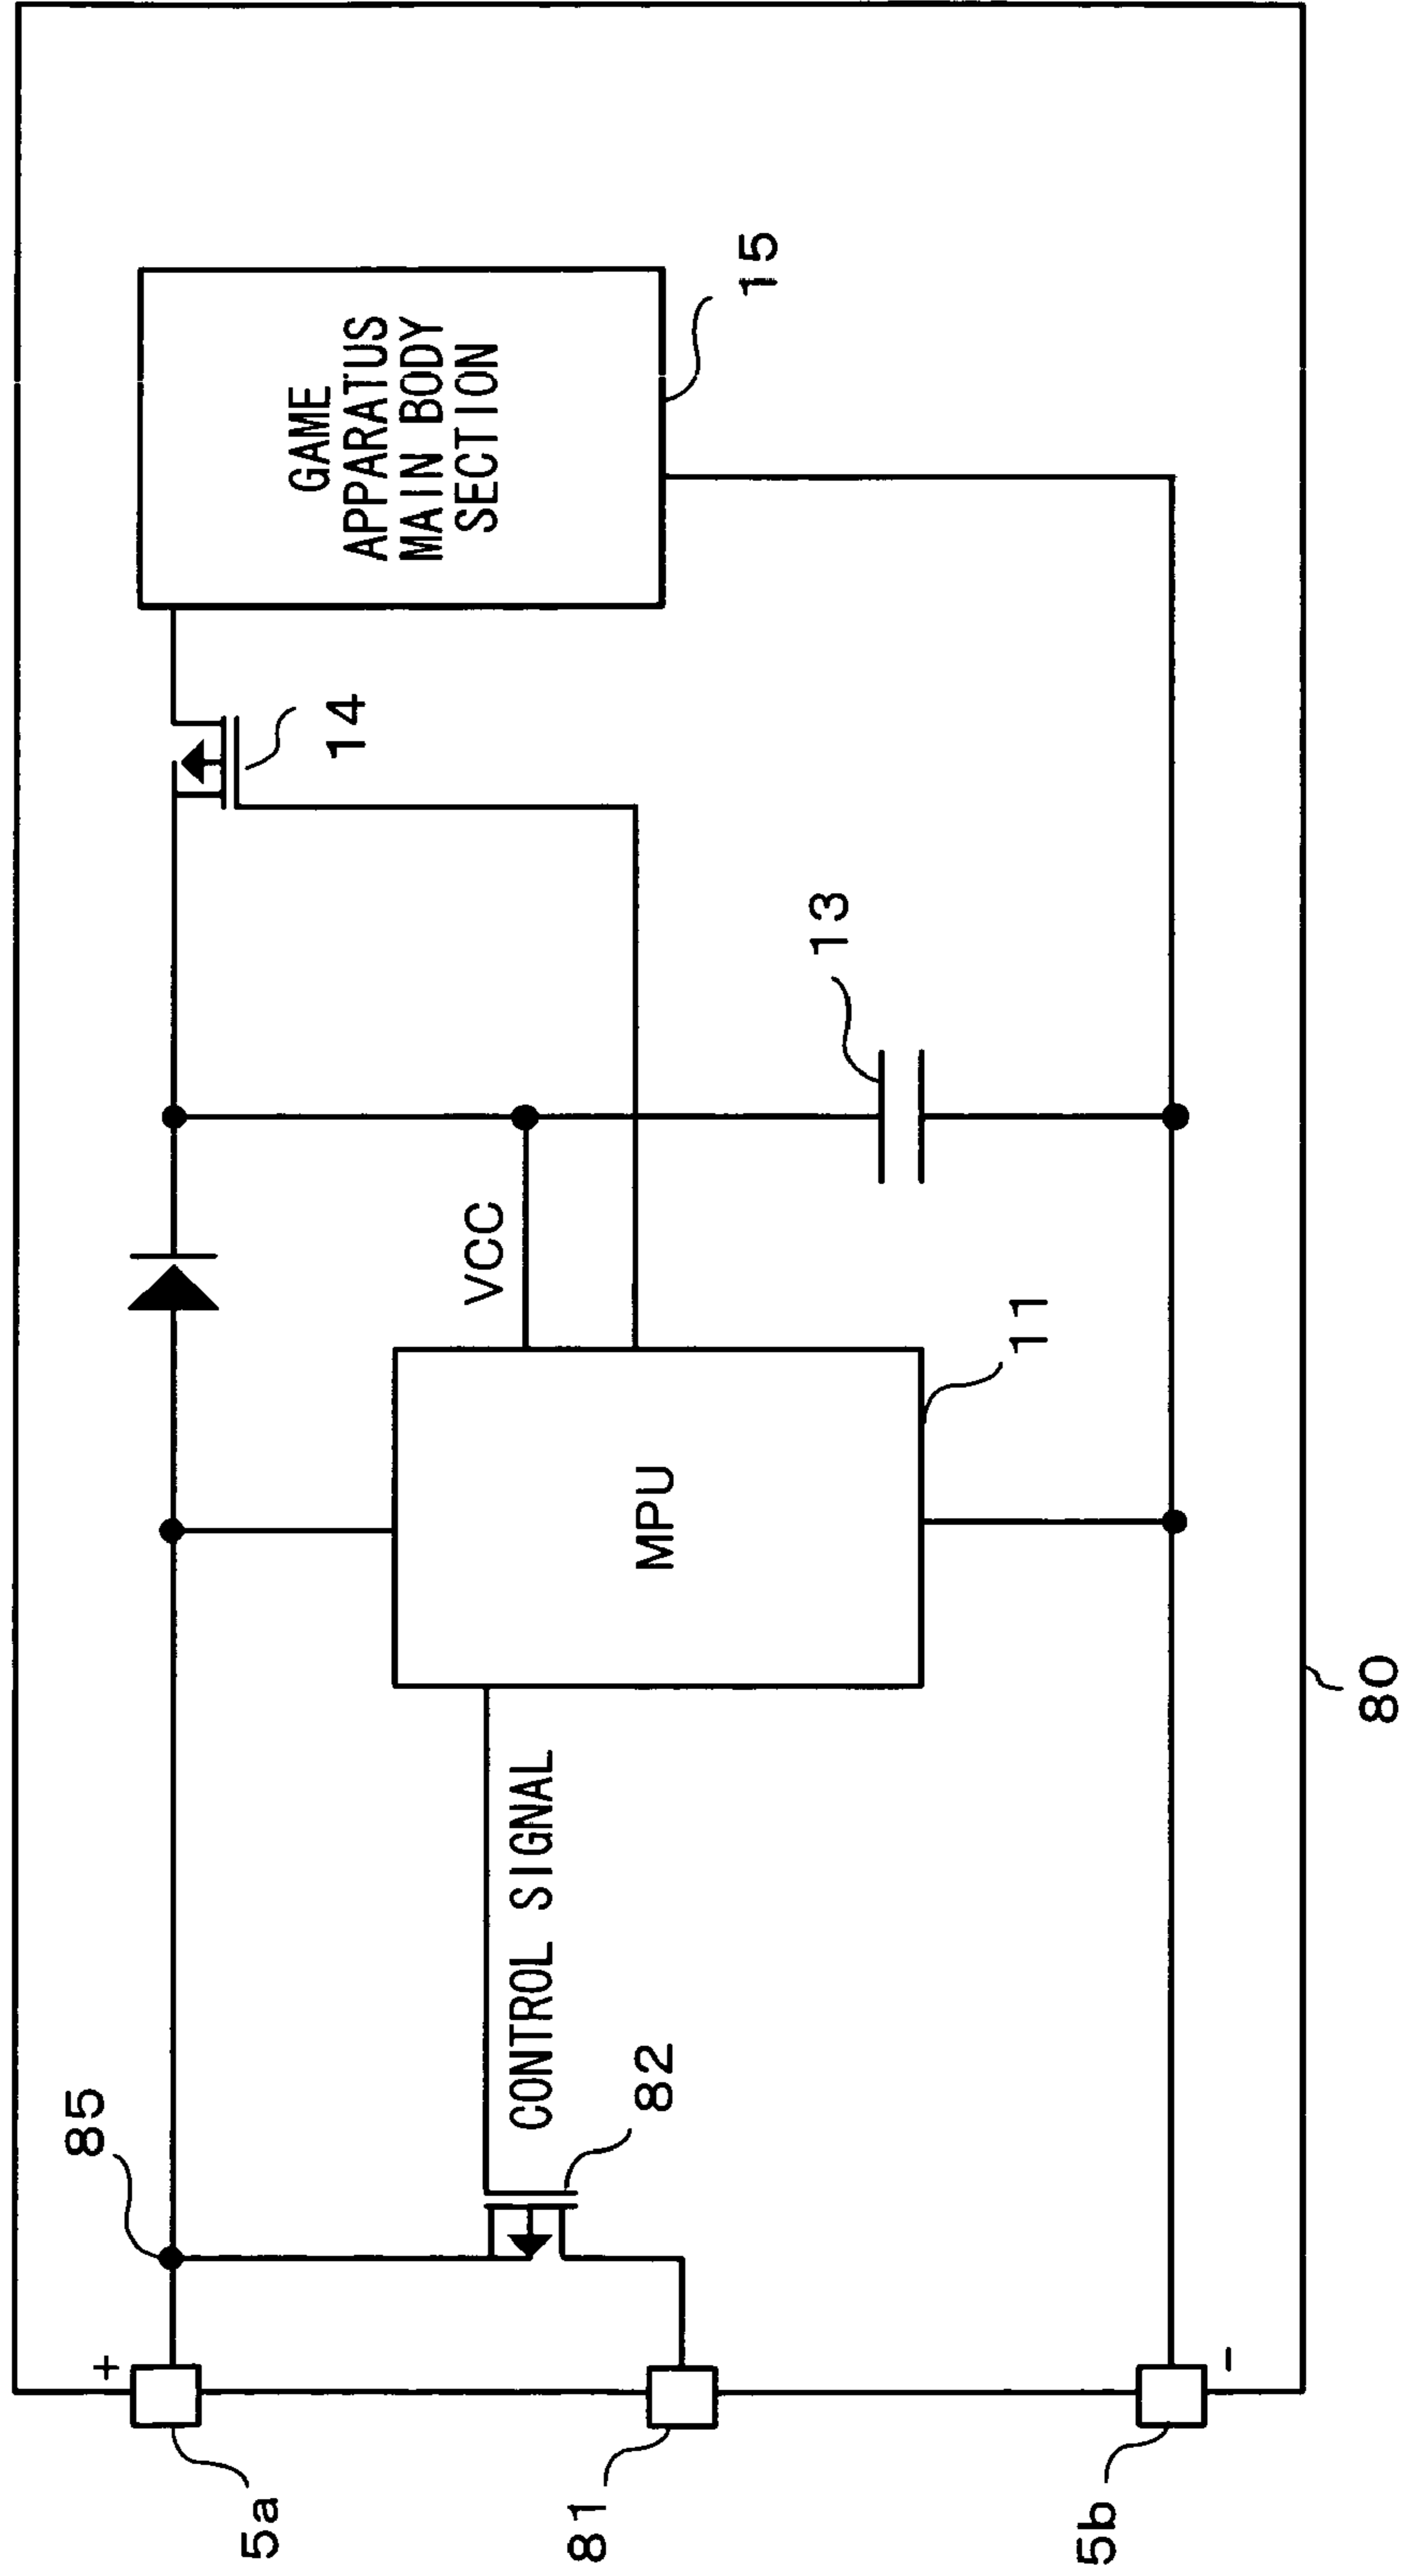 85
+
5a
CONTROL SIGNAL
82
81
5b
-
MPU
VCC
11
13
14
GAME
APPARATUS
MAIN BODY
SECTION
15
80